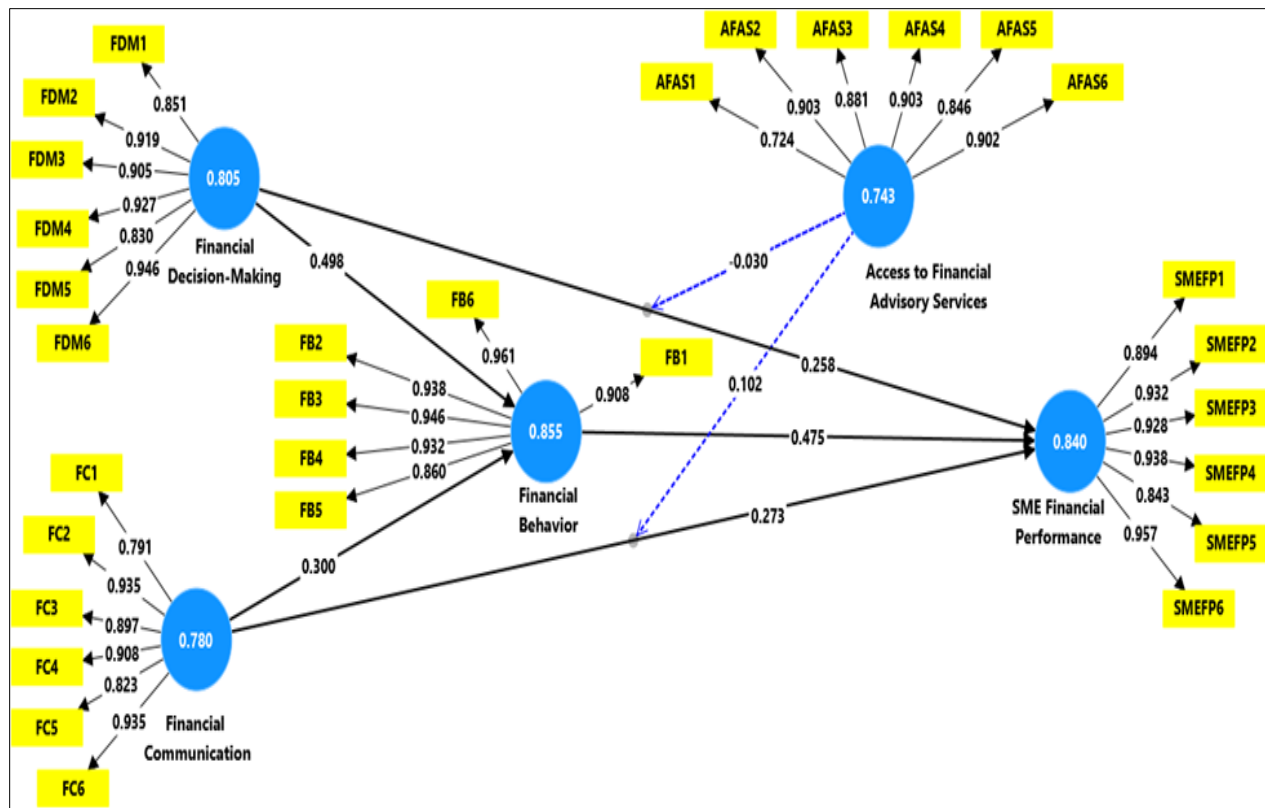 FDM1
FDM2
FDM3
FDM4
FDM5
FDM6
0.851
0.919
0.905
0.927
0.830
0.946
0.805
Financial
Decision-Making
AFAS1
AFAS2
AFAS3
AFAS4
AFAS5
AFAS6
0.724
0.903
0.881
0.903
0.846
0.902
0.743
Access to Financial
Advisory Services
-0.030
0.102
0.498
0.258
FB6
FB1
FB2
FB3
FB4
FB5
0.961
0.908
0.938
0.946
0.932
0.860
0.855
Financial
Behavior
0.475
0.300
0.273
SMEFP1
SMEFP2
SMEFP3
SMEFP4
SMEFP5
SMEFP6
0.894
0.932
0.928
0.938
0.843
0.957
0.840
SME Financial
Performance
FC1
FC2
FC3
FC4
FC5
FC6
0.791
0.935
0.897
0.908
0.823
0.935
0.780
Financial
Communication